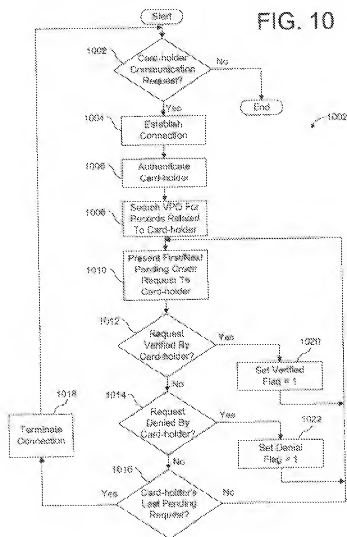 FIG. 10
Start
1002
Card-holder
Communication
Request?
No
End
Yes
1004
Establish
Connection
1002
1006
Authenticate
Card-holder
1008
Search VPD For
Records Related
To Card-holder
1010
Present First/Next
Pending Credit
Request To
Card-holder
1012
Request
Verified By
Card-holder?
Yes
1020
Set Verified
Flag = 1
No
1014
Request
Denied By
Card-holder?
Yes
1022
Set Denial
Flag = 1
No
1018
Terminate
Connection
1016
Yes
Card-holder's
Last Pending
Request?
No